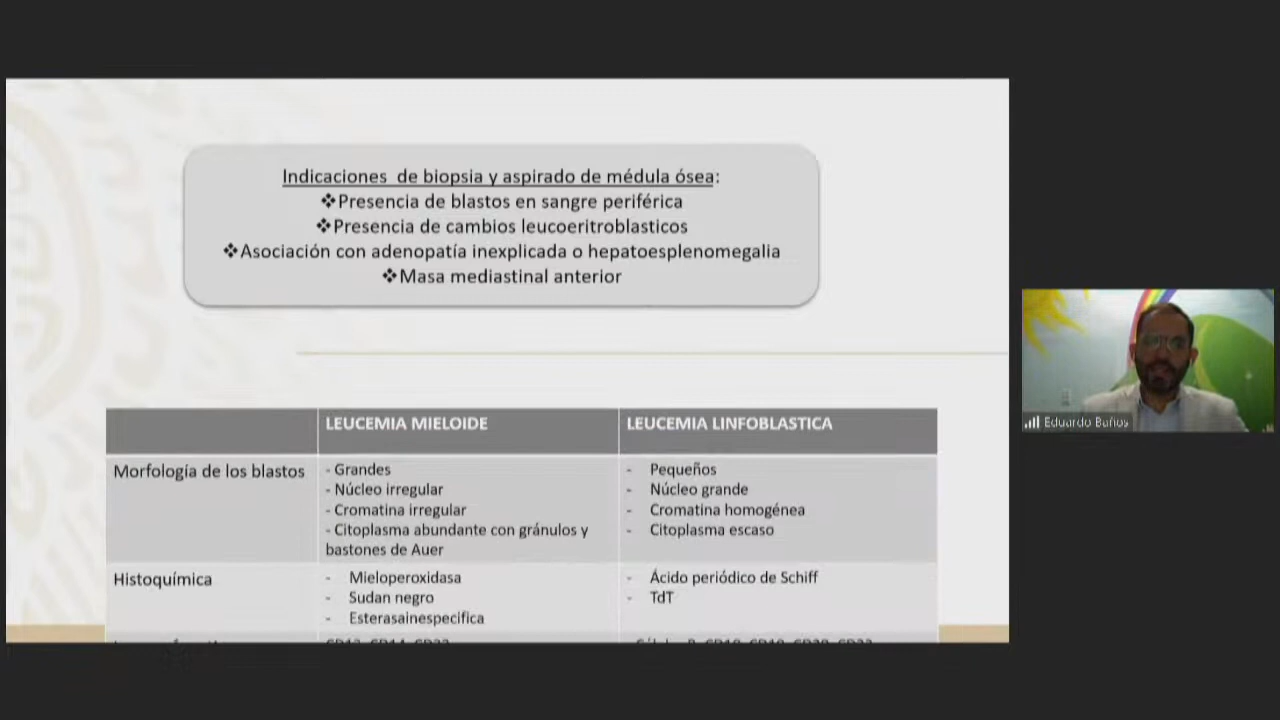 Indicaciones de biopsia y aspirado de médula ósea:
❖Presencia de blastos en sangre periférica
❖Presencia de cambios leucoeritroblasticos
❖Asociación con adenopatía inexplicada o hepatoesplenomegalia
❖Masa mediastinal anterior
LEUCEMIA MIELOIDE
LEUCEMIA LINFOBLASTICA
Morfología de los blastos
- Grandes
- Núcleo irregular
- Cromatina irregular
- Citoplasma abundante con gránulos y
bastones de Auer
- Pequeños
- Núcleo grande
- Cromatina homogénea
- Citoplasma escaso
Histoquímica
- Mieloperoxidasa
- Sudan negro
- Esterasainespecifica
- Ácido periódico de Schiff
- TdT
Eduardo Baños